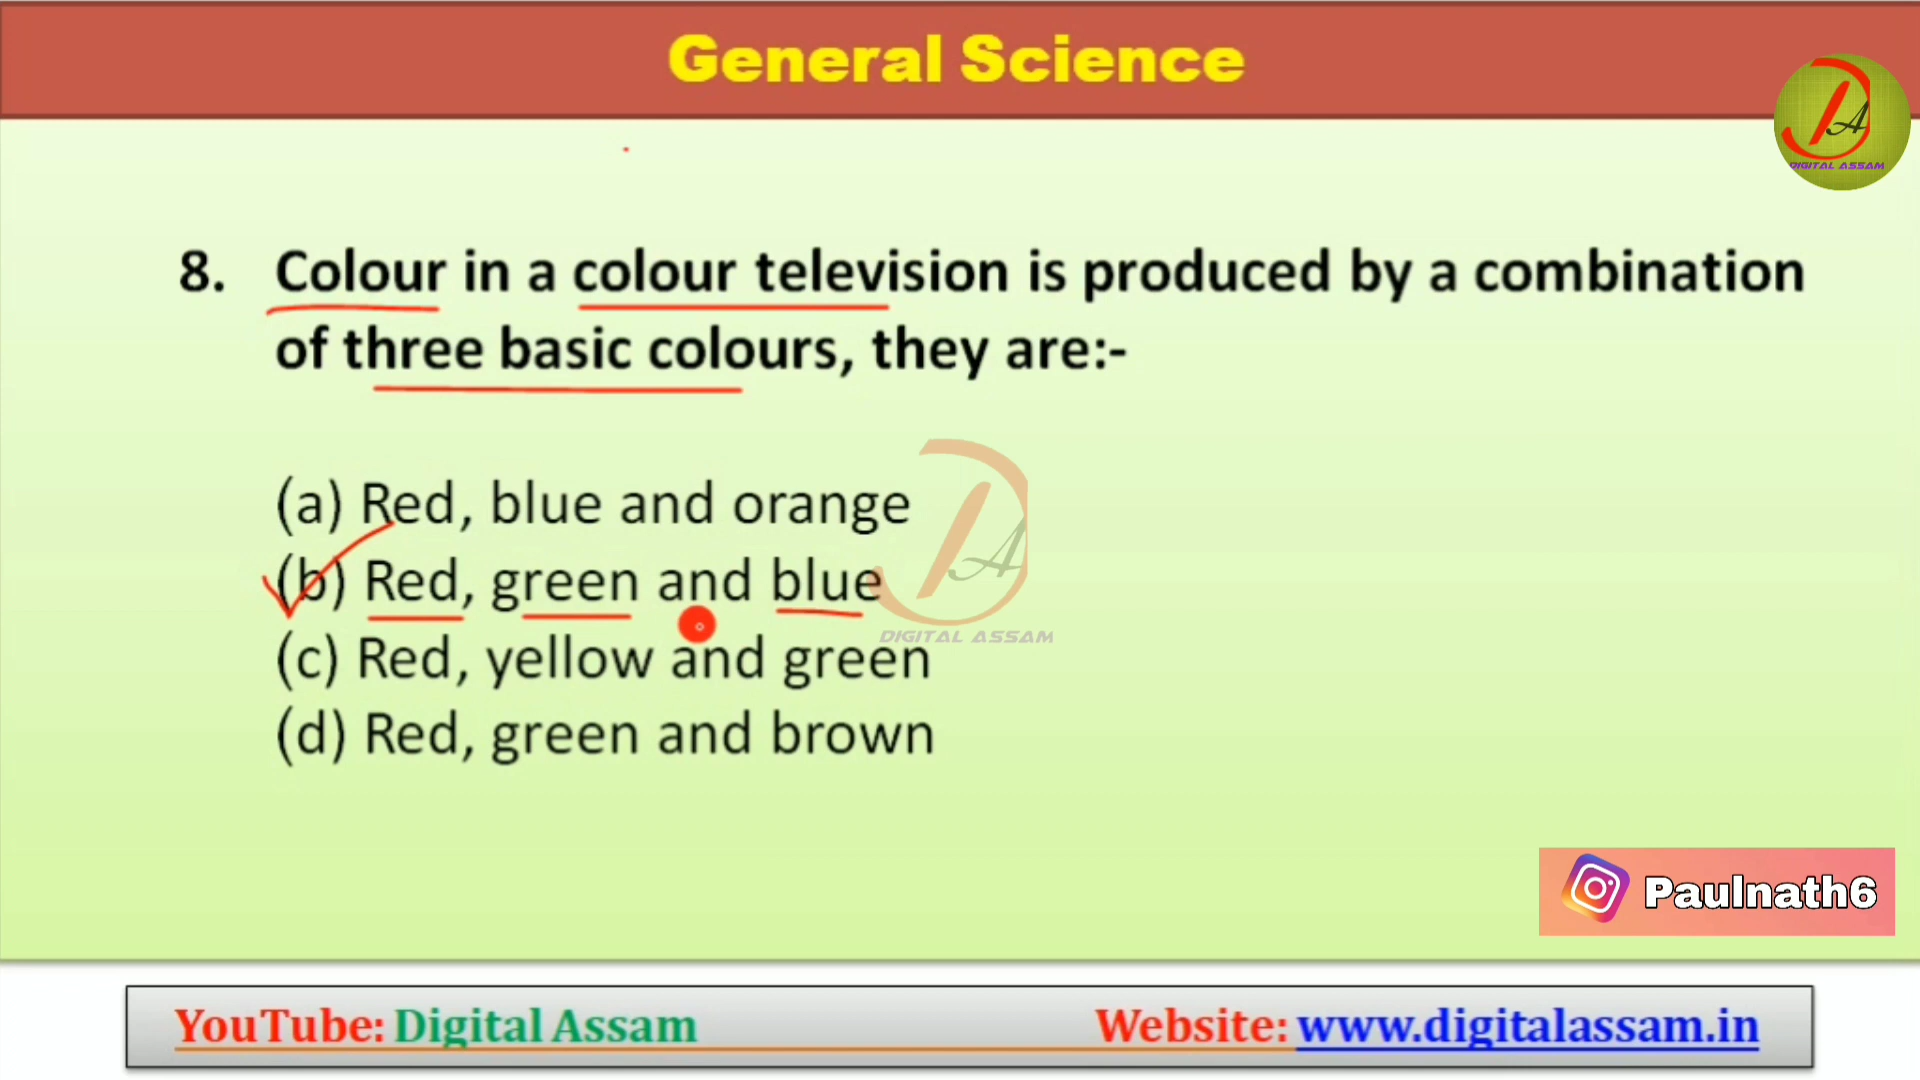 General Science
DIGITAL ASSAM
8. Colour in a colour television is produced by a combination
of three basic colours, they are:-
(a) Red, blue and orange
(b) Red, green and blue
(c) Red, yellow and green
(d) Red, green and brown
DIGITAL ASSAM
Paulnath6
YouTube: Digital Assam Website: www.digitalassam.in